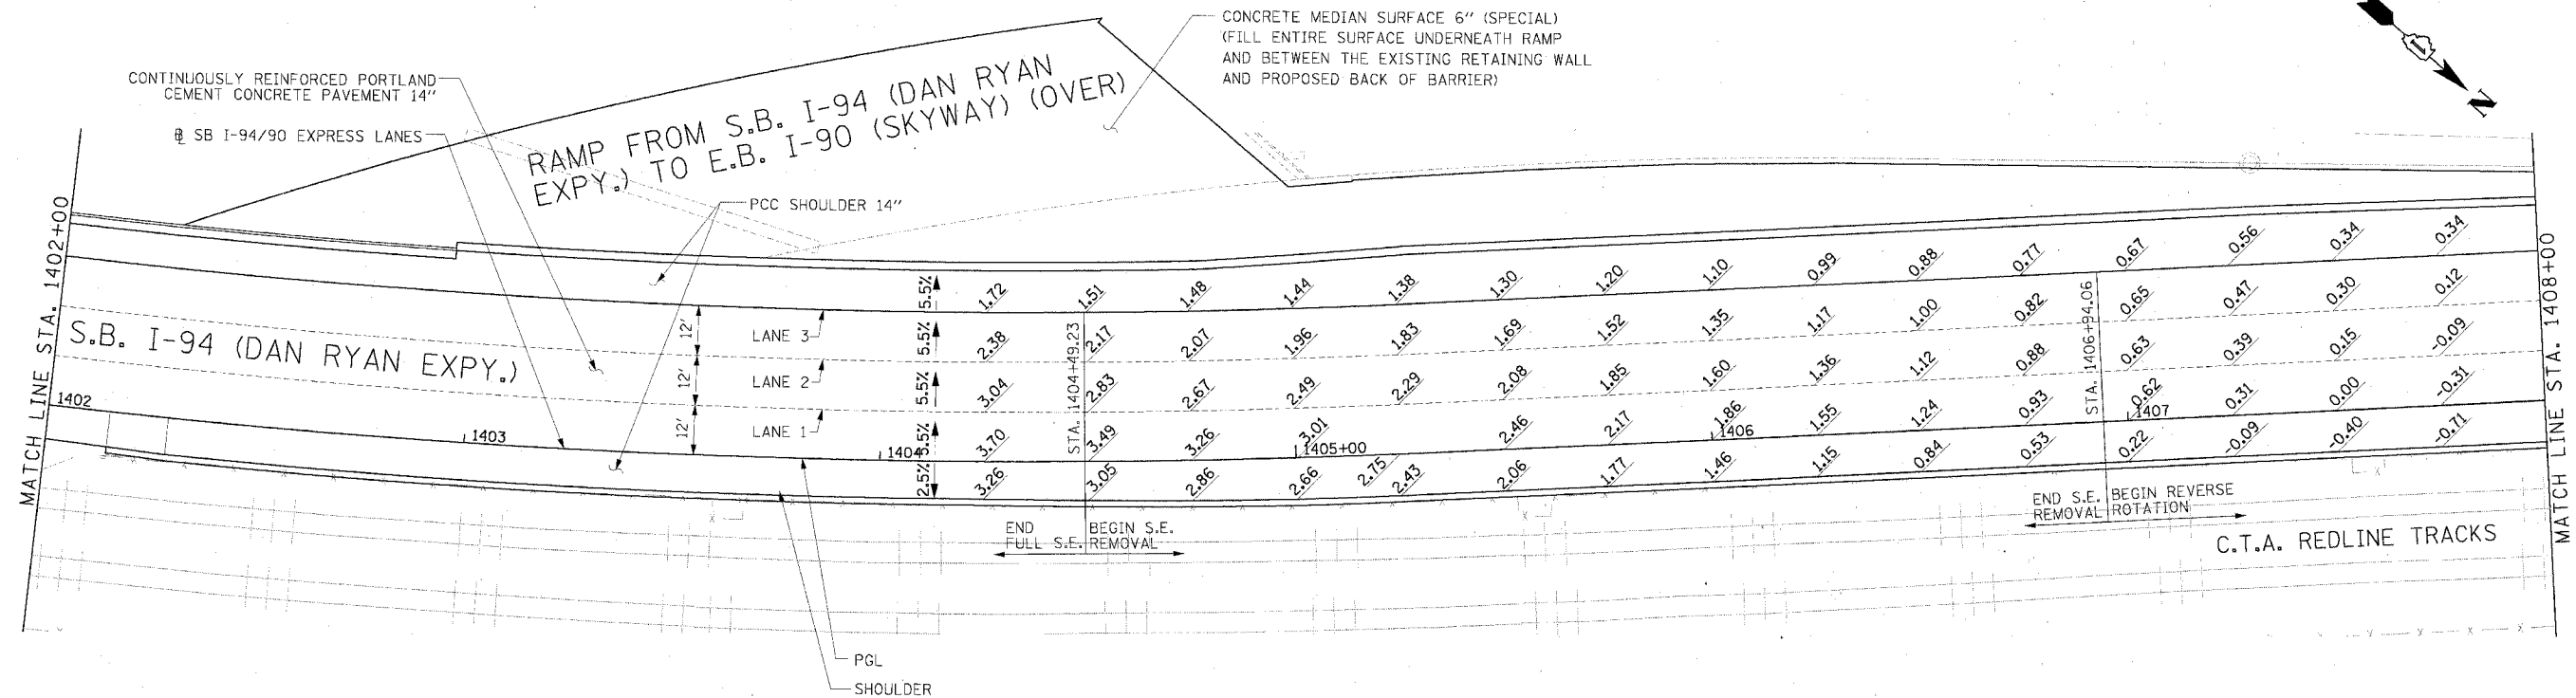 CONCRETE MEDIAN SURFACE 6" (SPECIAL)
(FILL ENTIRE SURFACE UNDERNEATH RAMP
AND BETWEEN THE EXISTING RETAINING WALL
AND PROPOSED BACK OF BARRIER)
N
CONTINUOUSLY REINFORCED PORTLAND
CEMENT CONCRETE PAVEMENT 14"
℄ SB I-94/90 EXPRESS LANES
RAMP FROM S.B. I-94 (DAN RYAN
EXPY.) TO E.B. I-90 (SKYWAY) (OVER)
PCC SHOULDER 14"
MATCH LINE STA. 1402+00
S.B. I-94 (DAN RYAN EXPY.)
12' LANE 3
12' LANE 2
12' LANE 1
5.5% 1.72 1.51 1.48 1.44 1.38 1.30 1.20 1.10 0.99 0.88 0.77 0.67 0.56 0.34 0.34
5.5% 2.38 2.17 2.07 1.96 1.83 1.69 1.52 1.35 1.17 1.00 0.82 0.65 0.47 0.30 0.12
5.5% 3.04 2.83 2.67 2.49 2.29 2.08 1.85 1.60 1.36 1.12 0.88 0.63 0.39 0.15 -0.09
5.5% 3.70 3.49 3.26 3.01 2.75 2.46 2.17 1.86 1.55 1.24 0.93 0.62 0.31 0.00 -0.31
2.5% 3.26 3.05 2.86 2.66 2.43 2.06 1.77 1.46 1.15 0.84 0.53 0.22 -0.09 -0.40 -0.71
1402 1403 1404 1405+00 1406 1407
STA. 1404+49.23
STA. 1406+94.06
MATCH LINE STA. 1408+00
END
FULL S.E.
BEGIN S.E.
REMOVAL
END S.E.
REMOVAL
BEGIN REVERSE
ROTATION
C.T.A. REDLINE TRACKS
PGL
SHOULDER